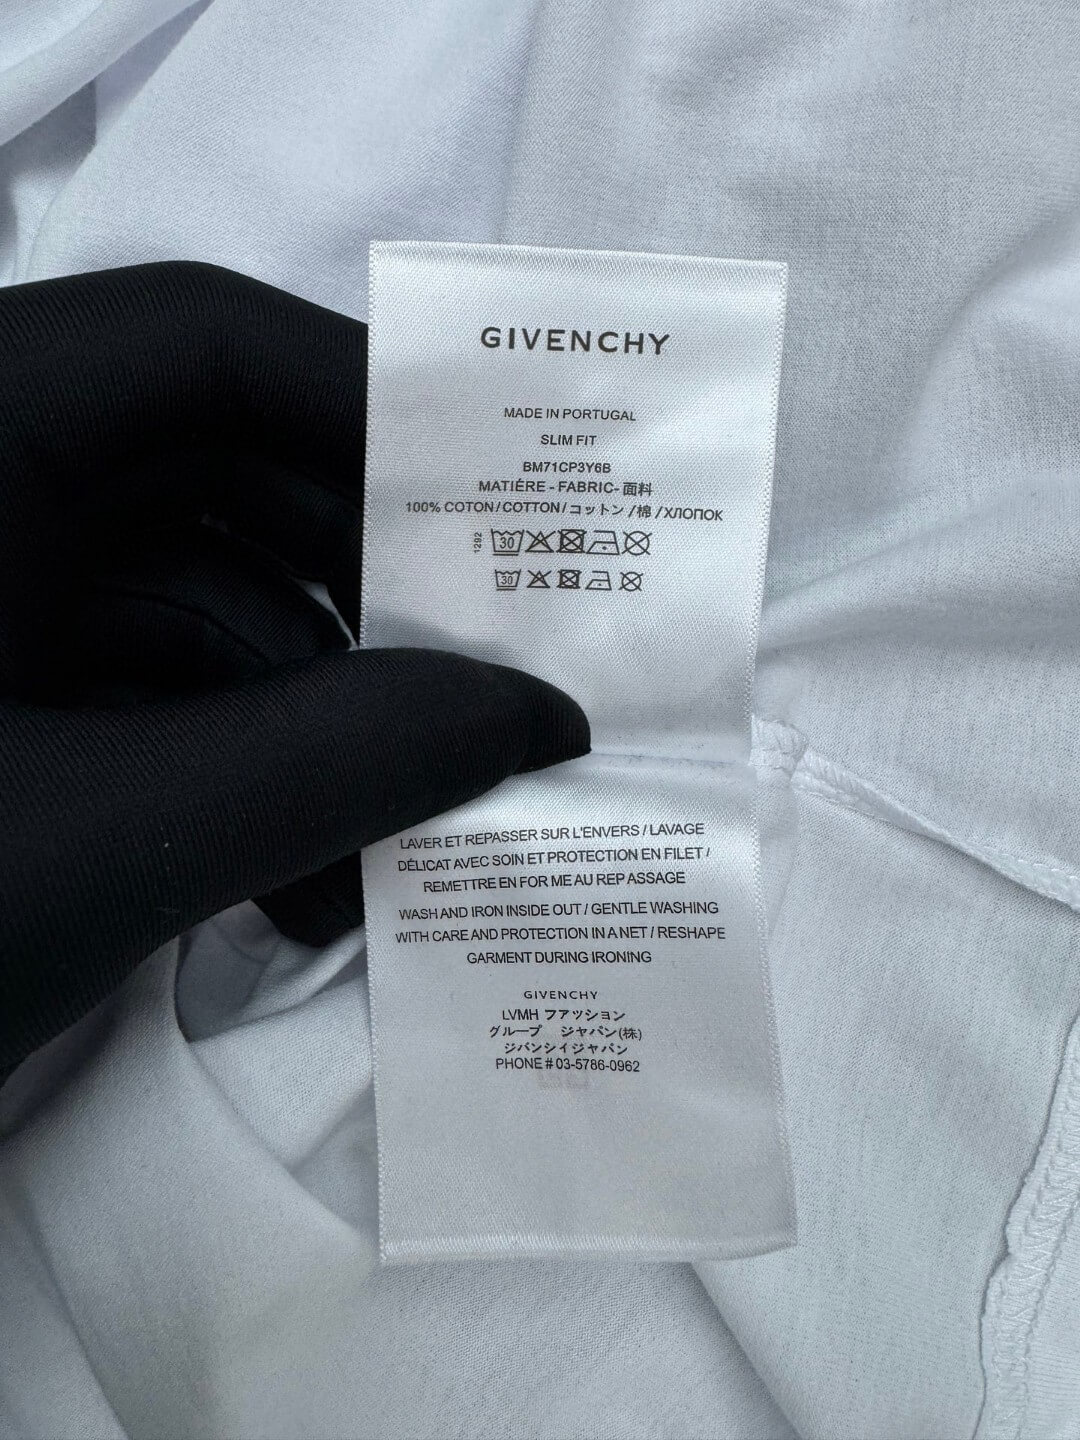 GIVENCHY
MADE IN PORTUGAL
SLIM FIT
BM71CP3Y6B
MATIÉRE - FABRIC- 面料
100% COTON / COTTON / コットン / 棉 / ХЛОПОК
1292
30
30
LAVER ET REPASSER SUR L'ENVERS / LAVAGE
DÉLICAT AVEC SOIN ET PROTECTION EN FILET /
REMETTRE EN FOR ME AU REP ASSAGE
WASH AND IRON INSIDE OUT / GENTLE WASHING
WITH CARE AND PROTECTION IN A NET / RESHAPE
GARMENT DURING IRONING
GIVENCHY
LVMH ファッション
グループ ジャパン(株)
ジバンシイジャパン
PHONE # 03-5786-0962